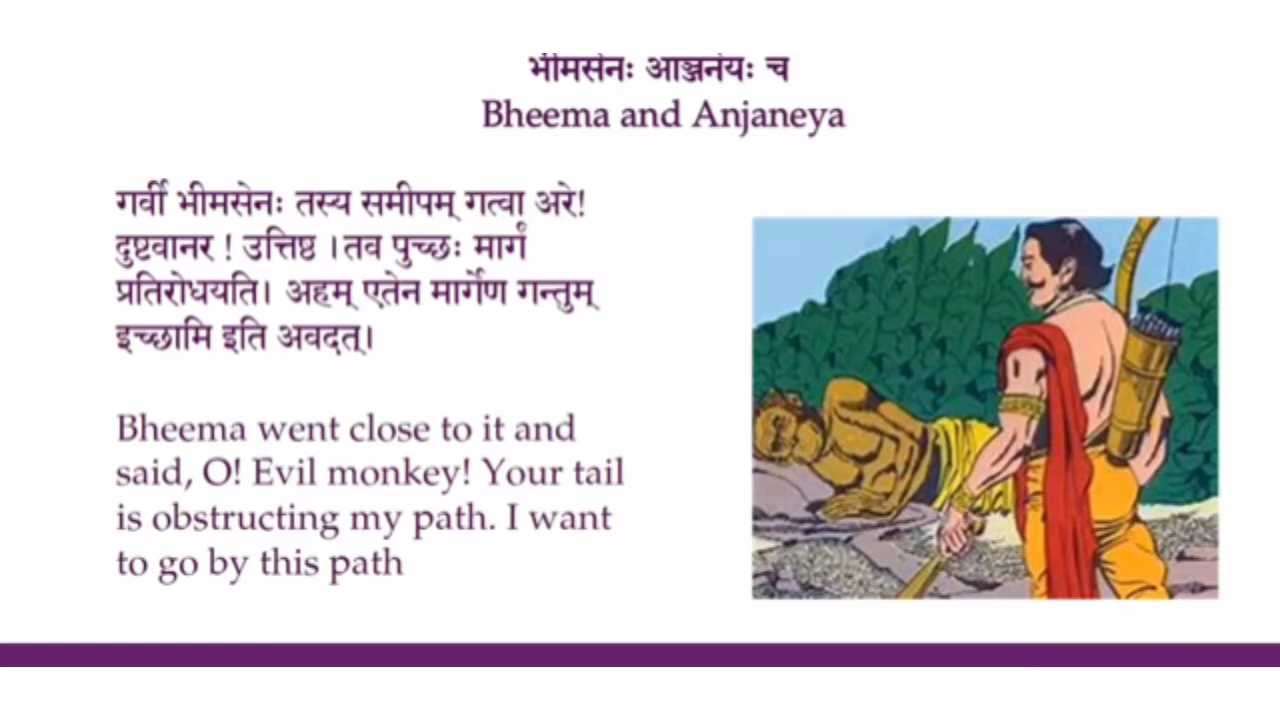 भीमसेनः आञ्जनेयः च
Bheema and Anjaneya
गर्वी भीमसेनः तस्य समीपम् गत्वा अरे!
दुष्टवानर ! उत्तिष्ठ । तव पुच्छः मार्गं
प्रतिरोधयति। अहम् एतेन मार्गेण गन्तुम्
इच्छामि इति अवदत्।
Bheema went close to it and
said, O! Evil monkey! Your tail
is obstructing my path. I want
to go by this path